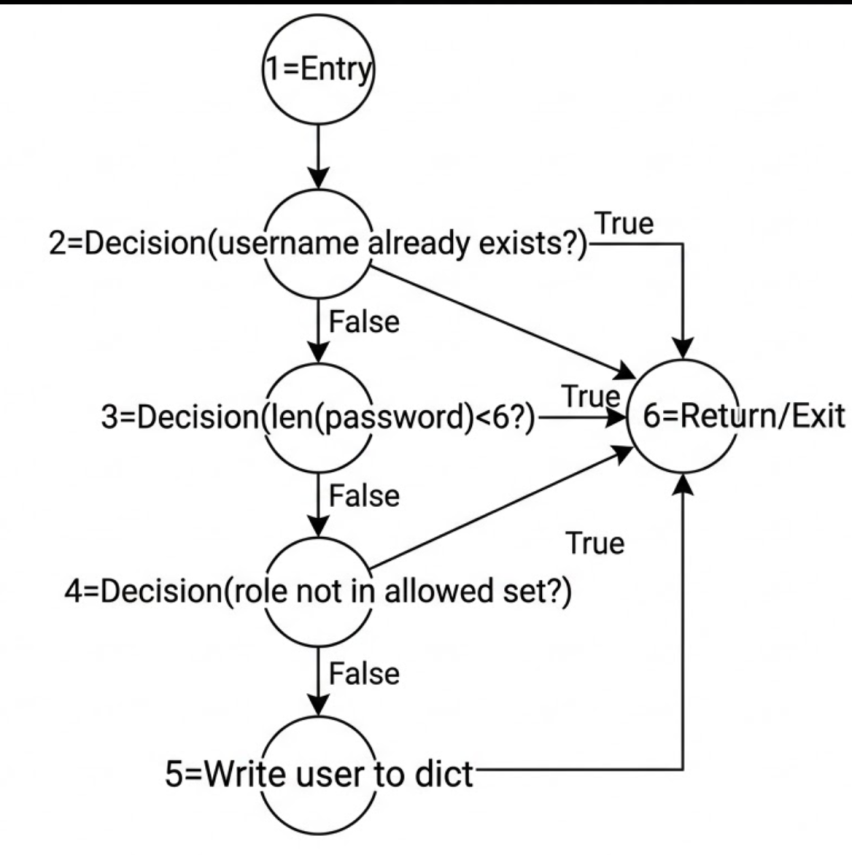 1=Entry
True
2=Decision(username already exists?)
False
True
3=Decision(len(password)<6?)
6=Return/Exit
False
True
4=Decision(role not in allowed set?)
False
5=Write user to dict